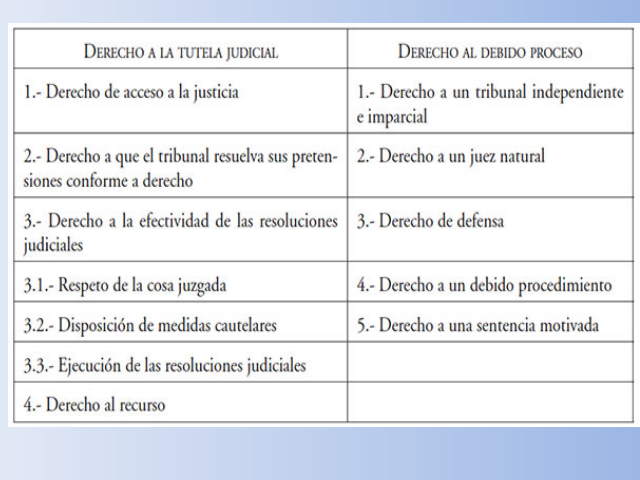 DERECHO A LA TUTELA JUDICIAL
DERECHO AL DEBIDO PROCESO
1.- Derecho de acceso a la justicia
1.- Derecho a un tribunal independiente
e imparcial
2.- Derecho a que el tribunal resuelva sus preten-
siones conforme a derecho
2.- Derecho a un juez natural
3.- Derecho a la efectividad de las resoluciones
judiciales
3.- Derecho de defensa
3.1.- Respeto de la cosa juzgada
4.- Derecho a un debido procedimiento
3.2.- Disposición de medidas cautelares
5.- Derecho a una sentencia motivada
3.3.- Ejecución de las resoluciones judiciales
4.- Derecho al recurso